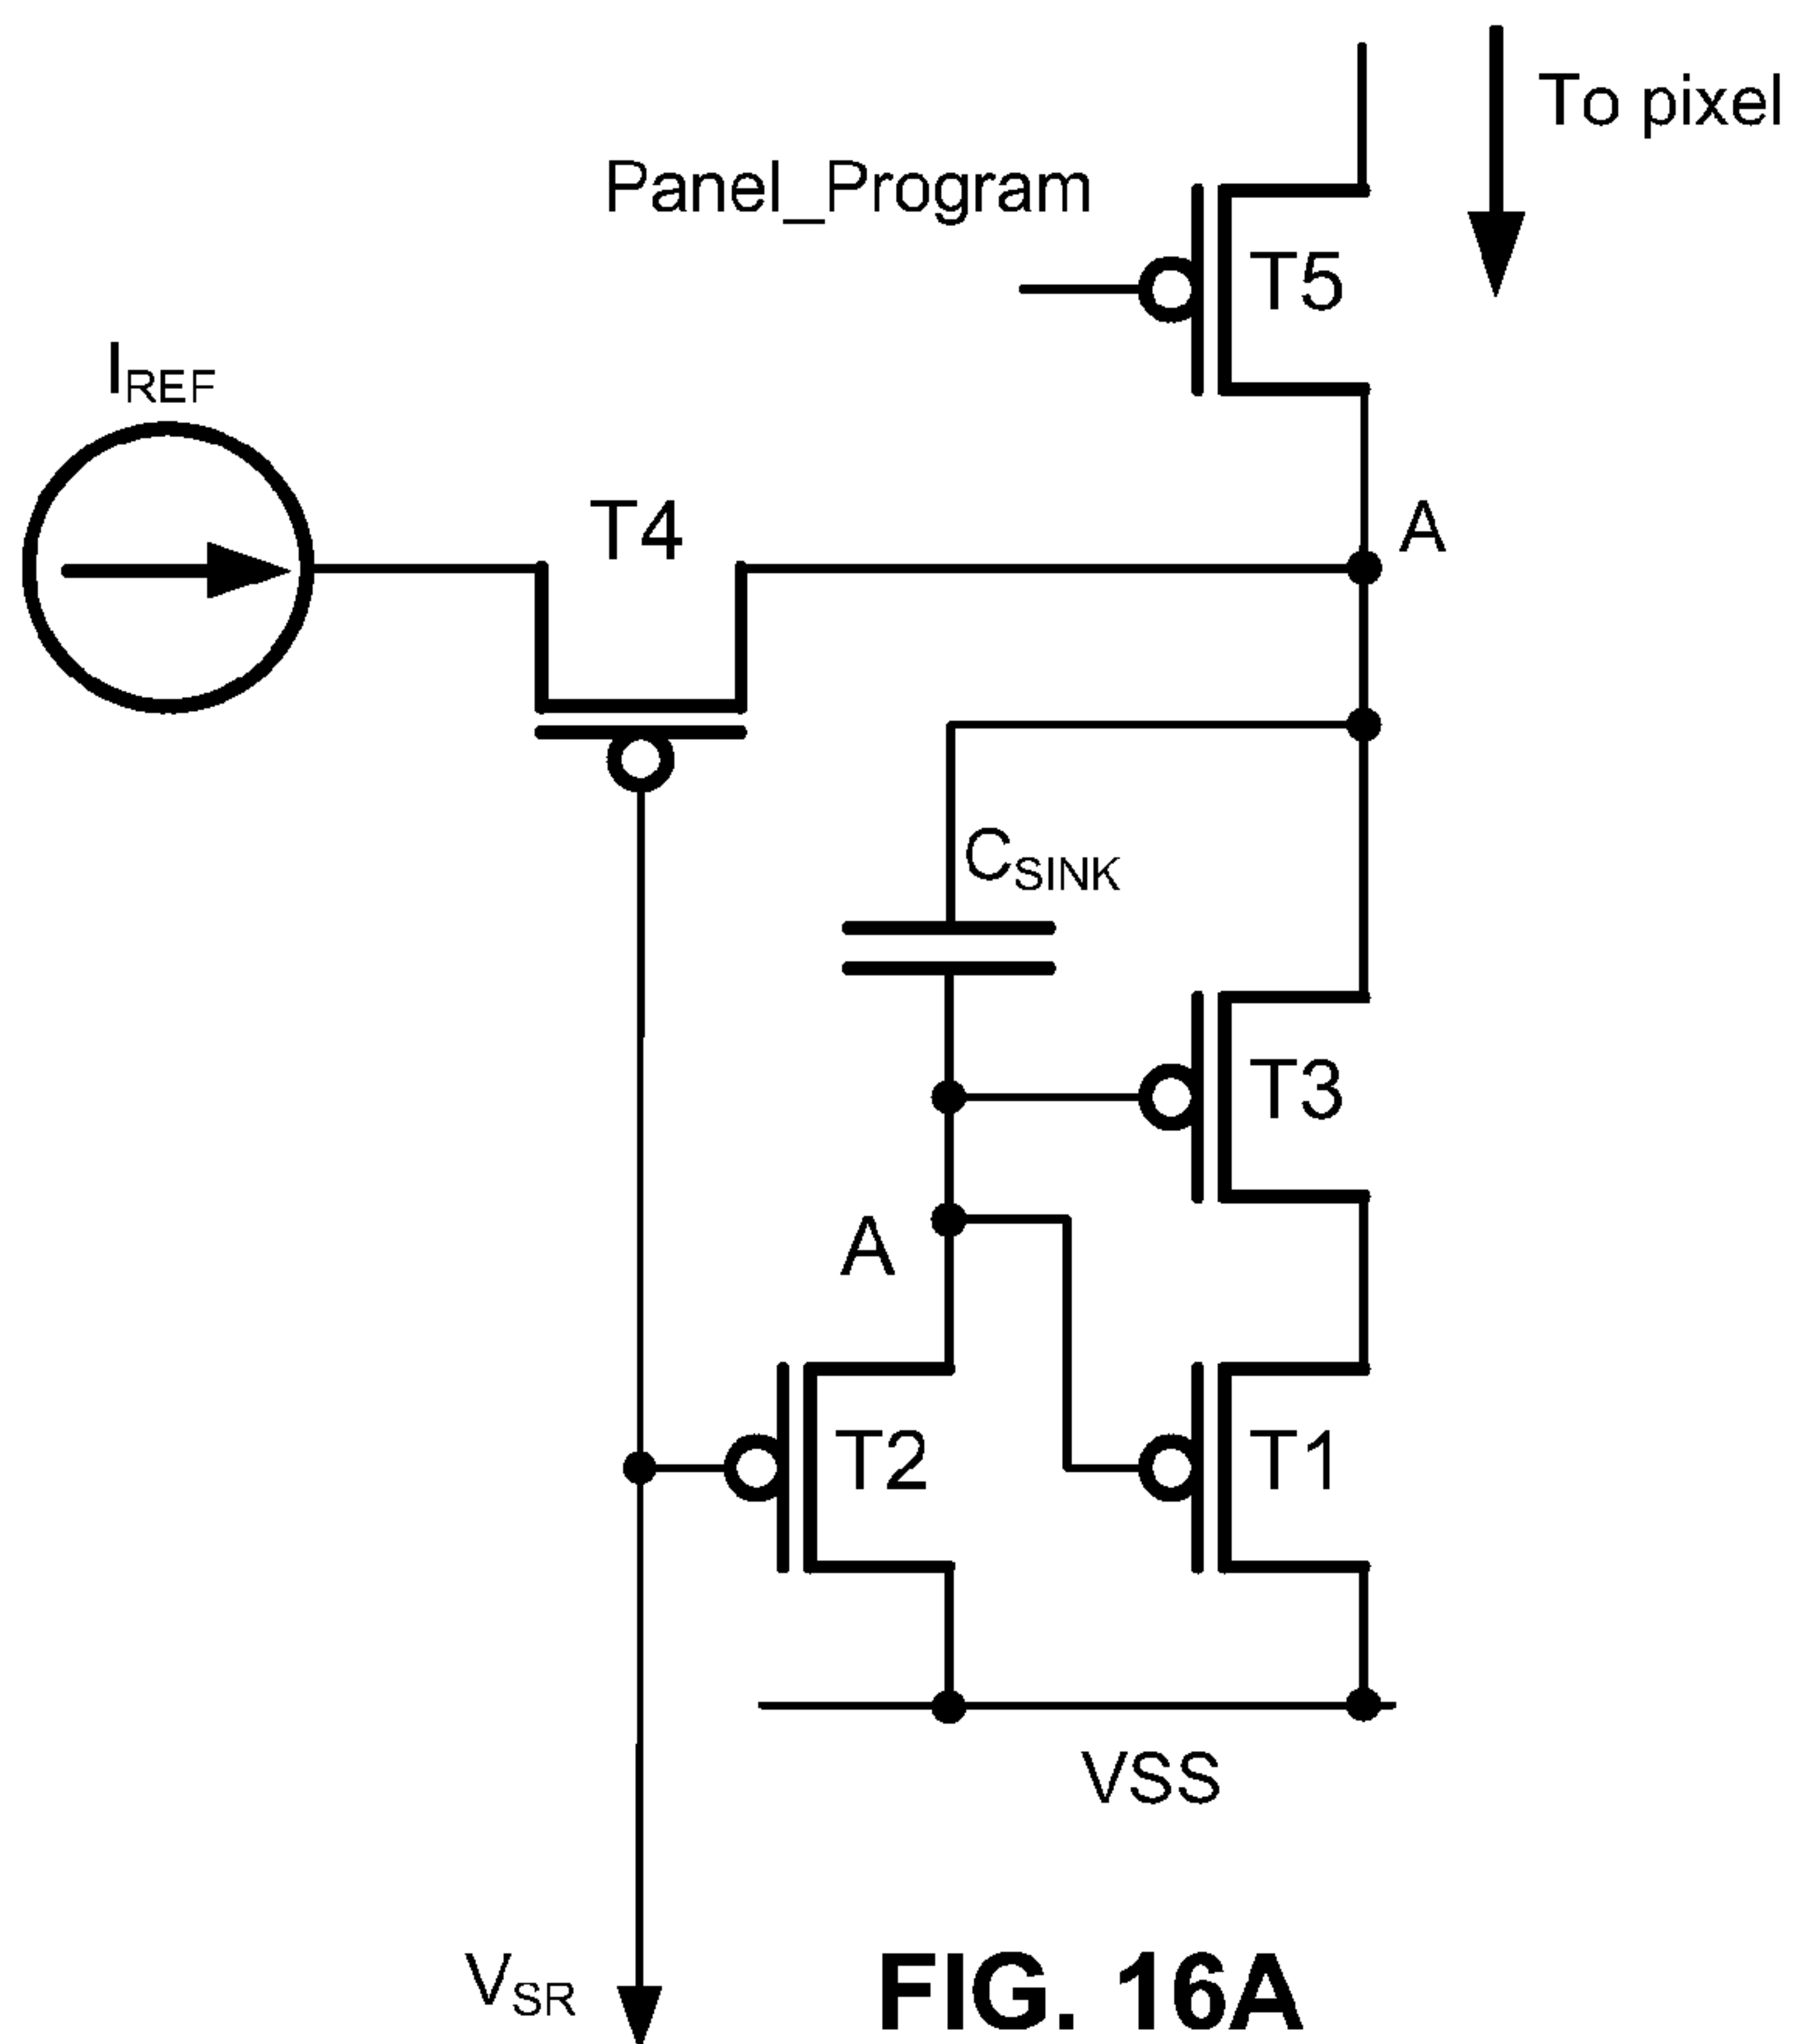 To pixel
Panel_Program
T5
IREF
T4
A
CSINK
T3
A
T2
T1
VSS
VSR
FIG. 16A